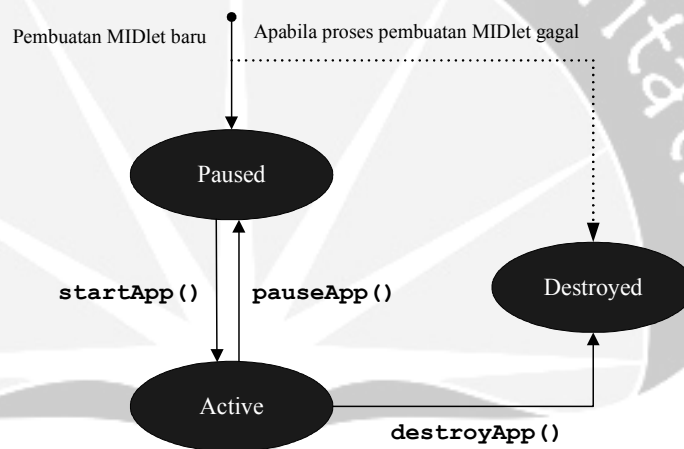 Pembuatan MIDlet baru
Apabila proses pembuatan MIDlet gagal
Paused
startApp()
pauseApp()
Destroyed
Active
destroyApp()